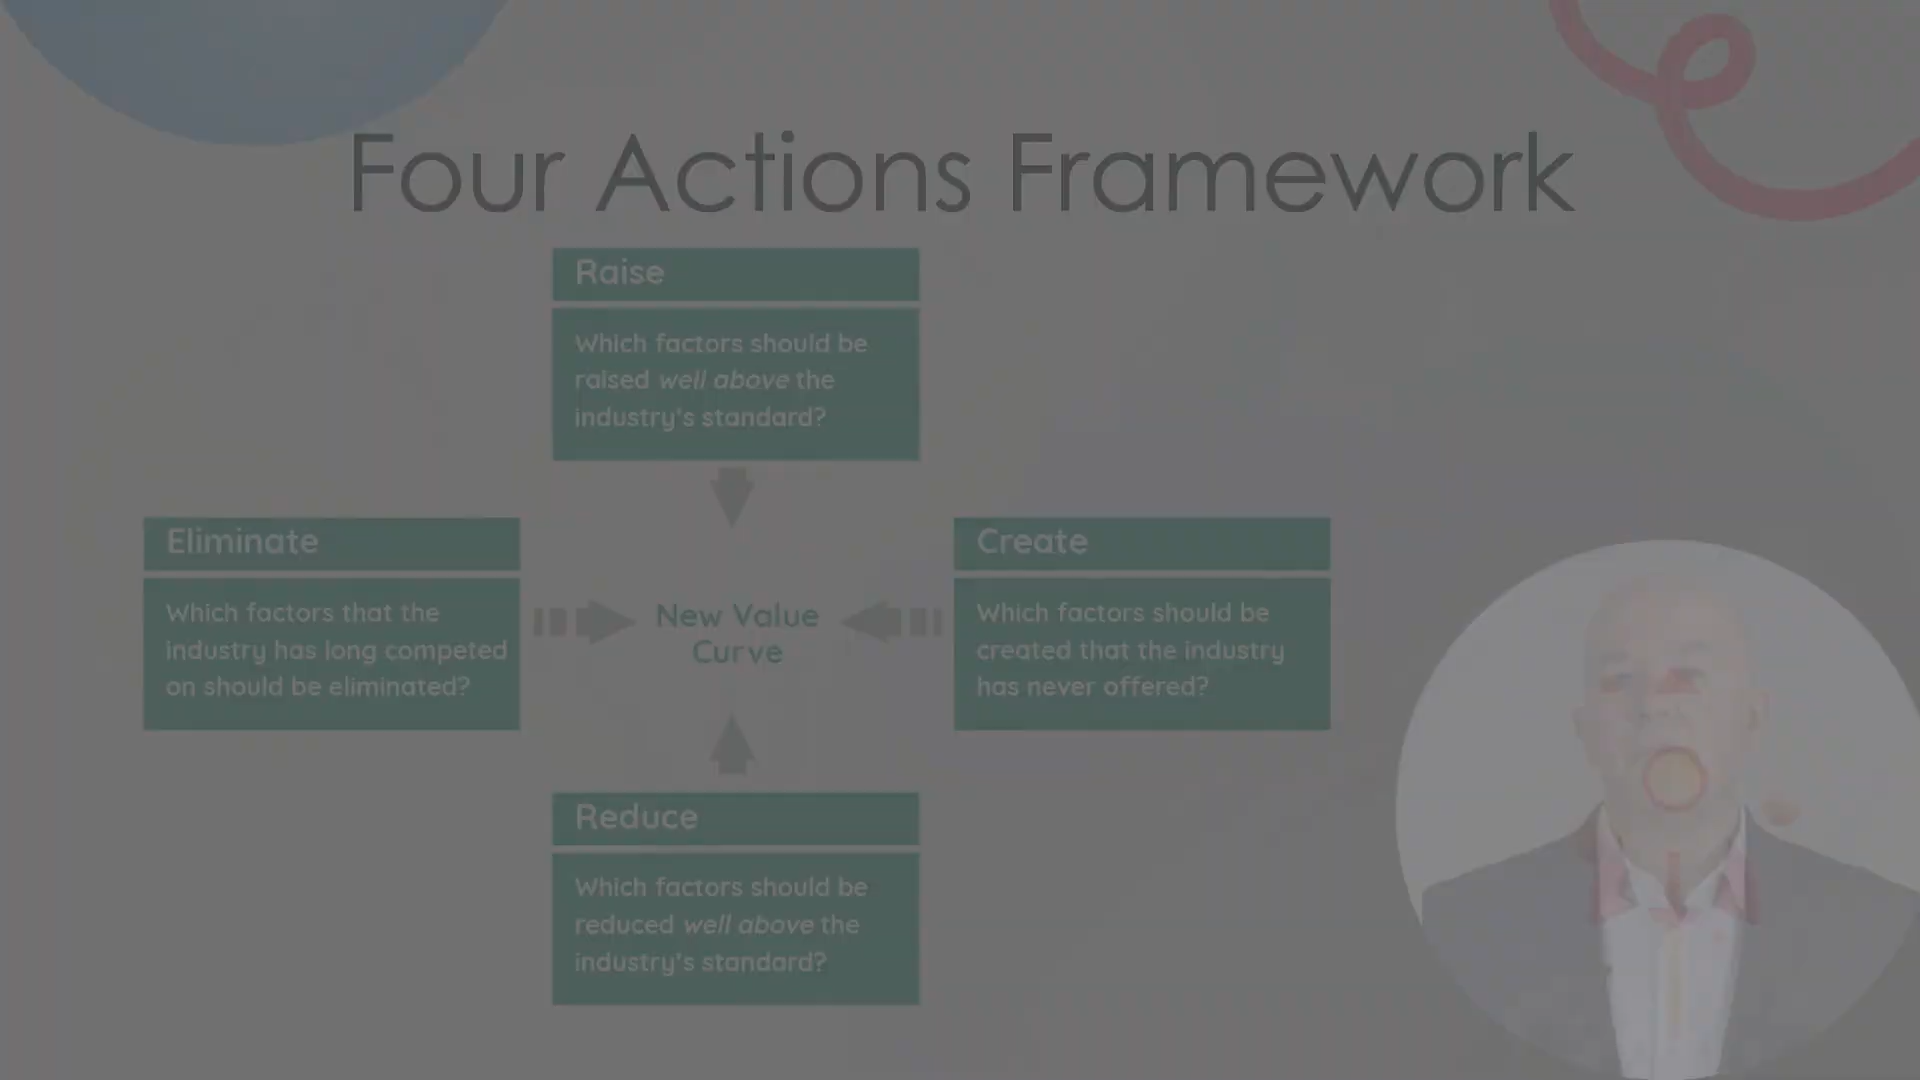 Four Actions Framework
Raise
Which factors should be
raised well above the
industry's standard?
Eliminate
Which factors that the
industry has long competed
on should be eliminated?
New Value
Curve
Create
Which factors should be
created that the industry
has never offered?
Reduce
Which factors should be
reduced well above the
industry's standard?